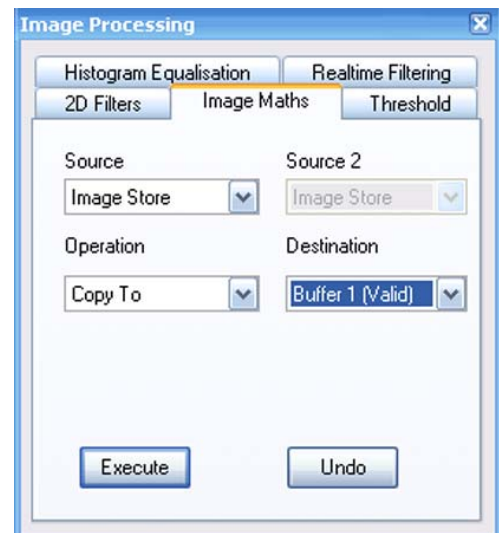 Image Processing
Histogram Equalisation Realtime Filtering
2D Filters Image Maths Threshold
Source Source 2
Image Store Image Store
Operation Destination
Copy To Buffer 1 (Valid)
Execute Undo